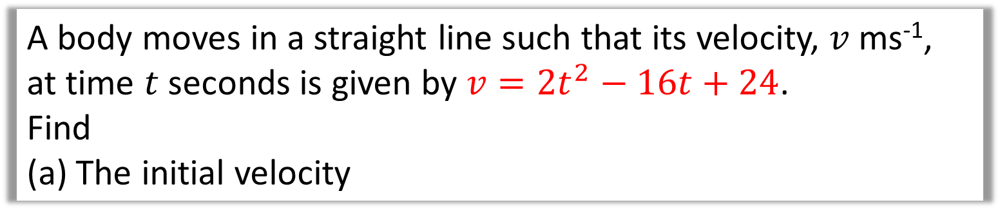 A body moves in a straight line such that its velocity, 𝑣 ms⁻¹,
at time 𝑡 seconds is given by 𝑣 = 2𝑡² − 16𝑡 + 24.
Find
(a) The initial velocity